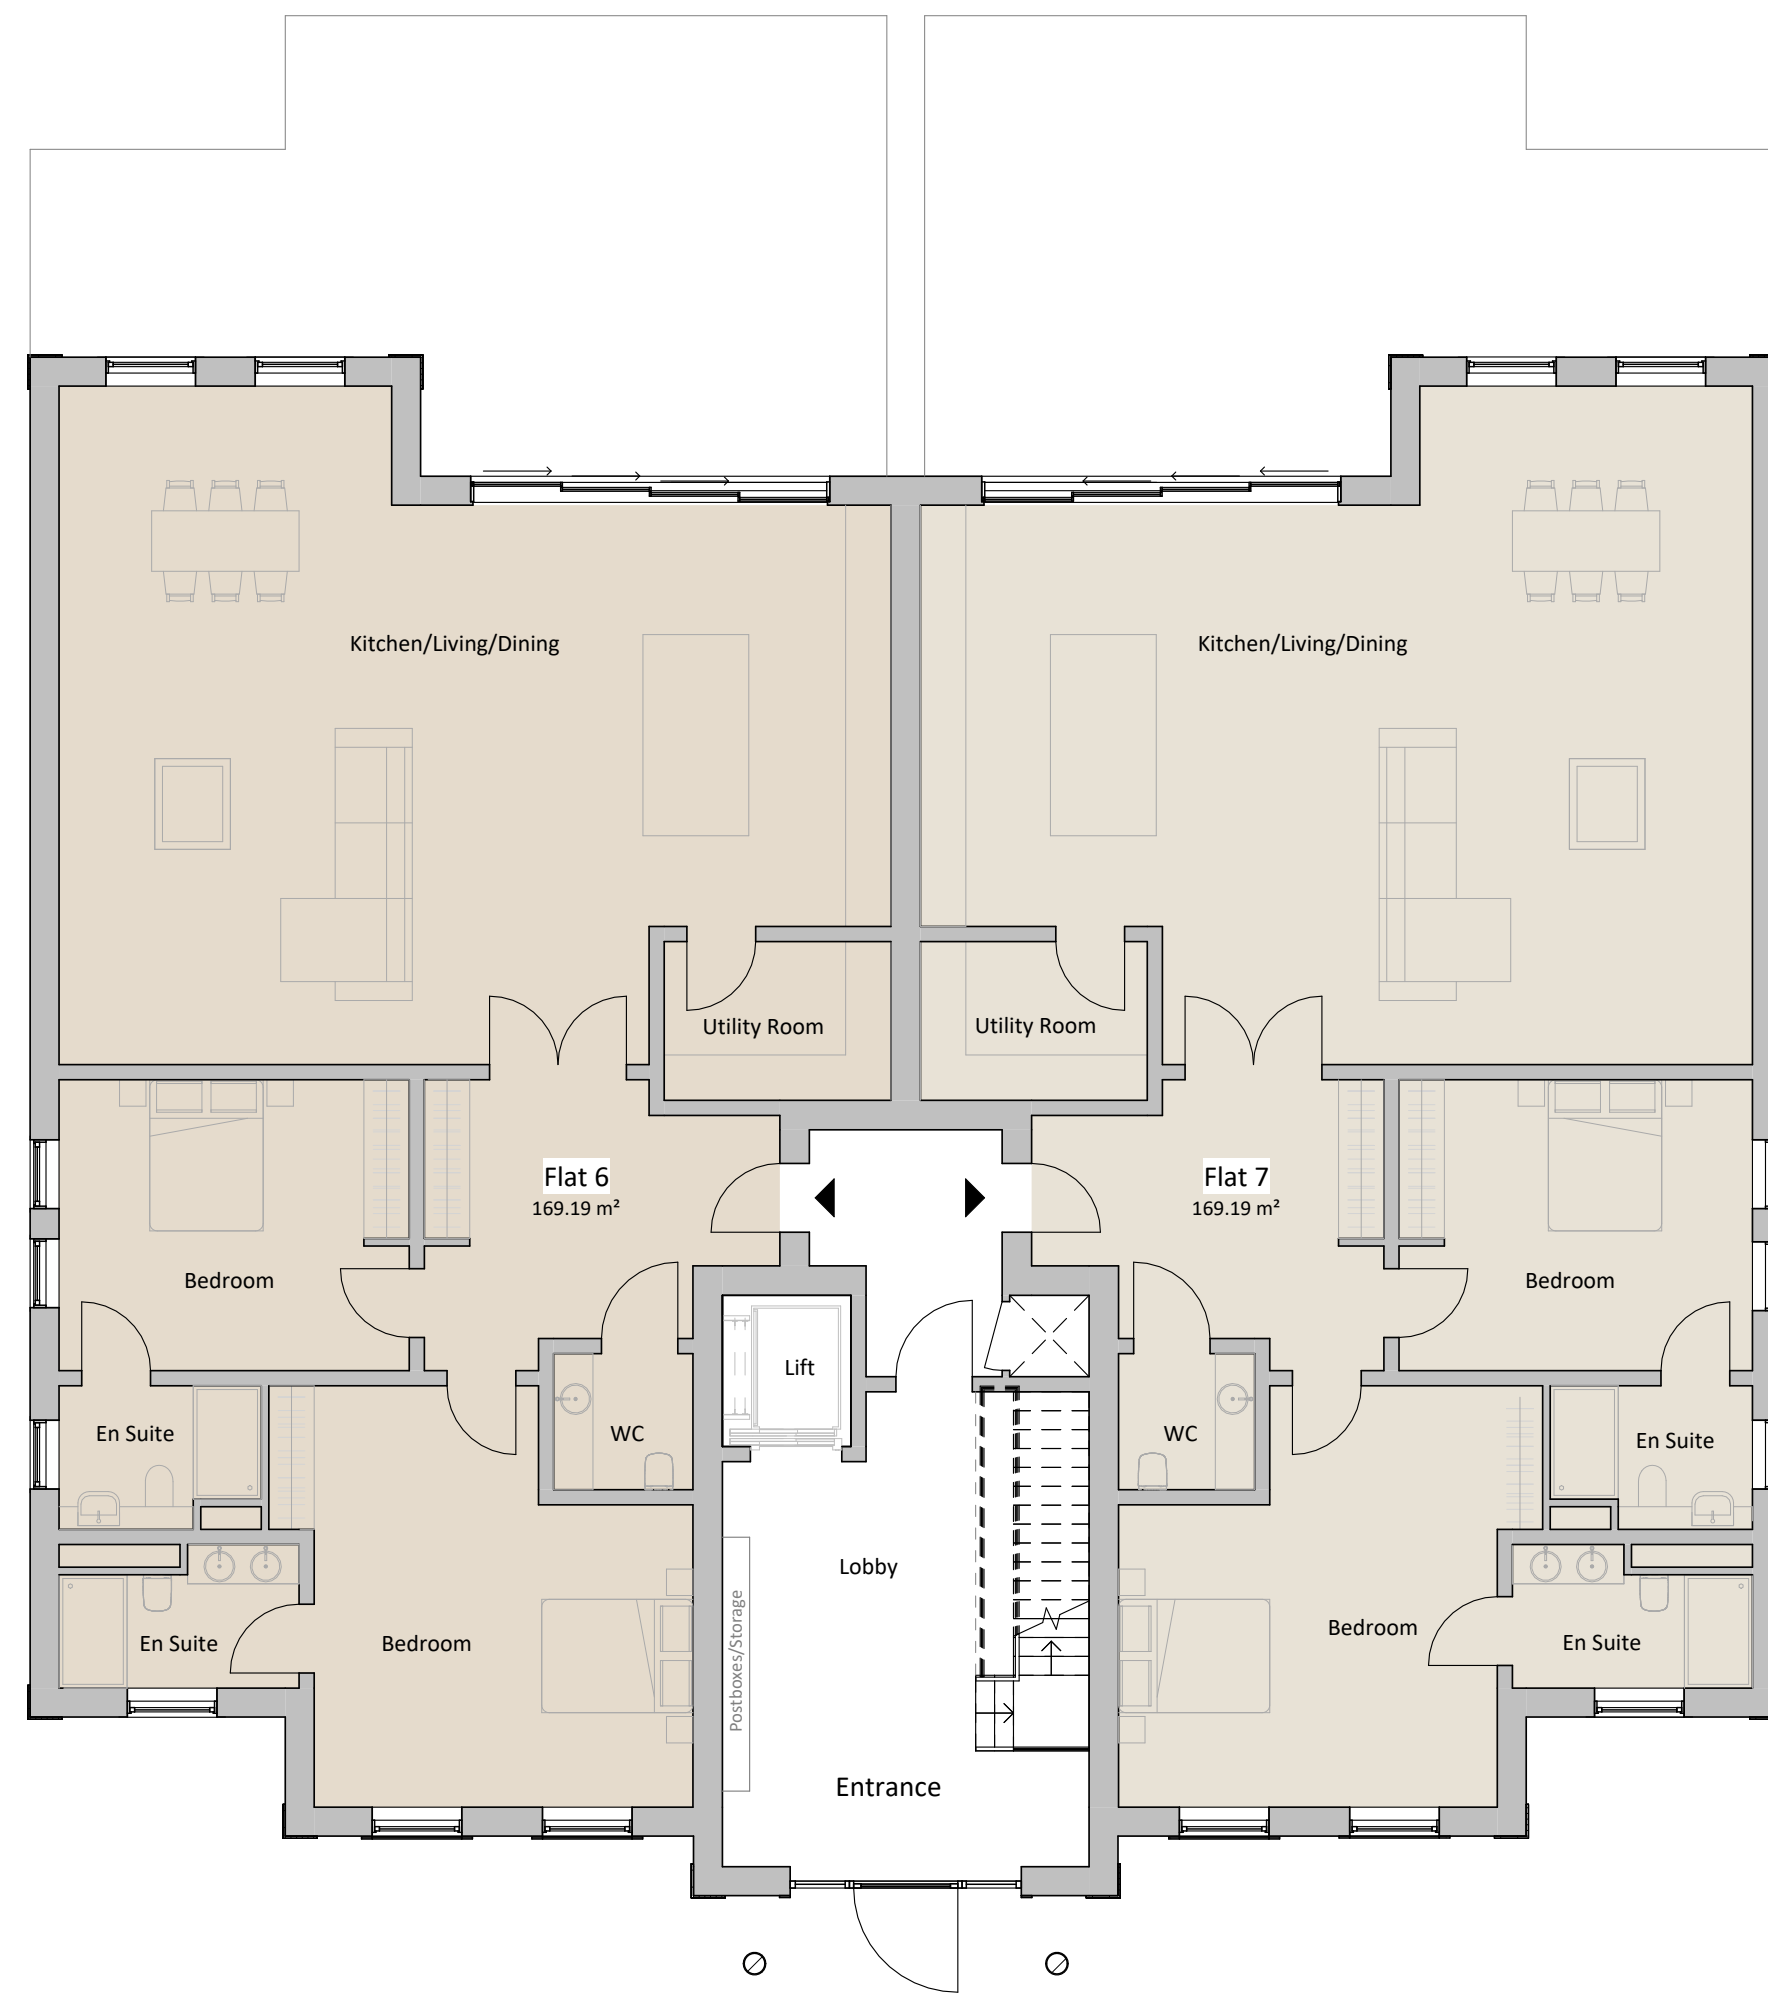 Kitchen/Living/Dining
Kitchen/Living/Dining
Utility Room
Utility Room
Flat 6
169.19 m²
Flat 7
169.19 m²
Bedroom
Bedroom
Lift
En Suite
WC
WC
En Suite
Lobby
Postboxes/Storage
En Suite
Bedroom
Bedroom
En Suite
Entrance